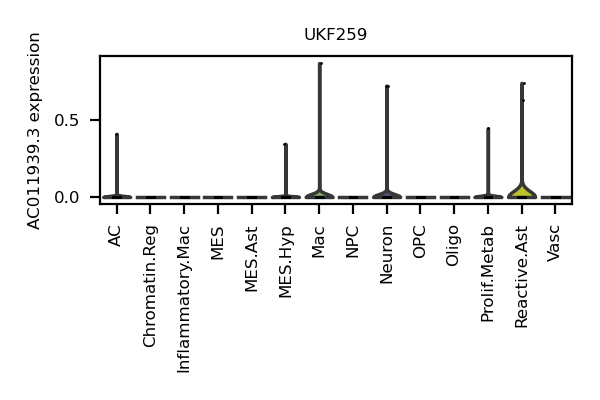 UKF259
AC011939.3 expression
0.5
0.0
AC
Chromatin.Reg
Inflammatory.Mac
MES
MES.Ast
MES.Hyp
Mac
NPC
Neuron
OPC
Oligo
Prolif.Metab
Reactive.Ast
Vasc